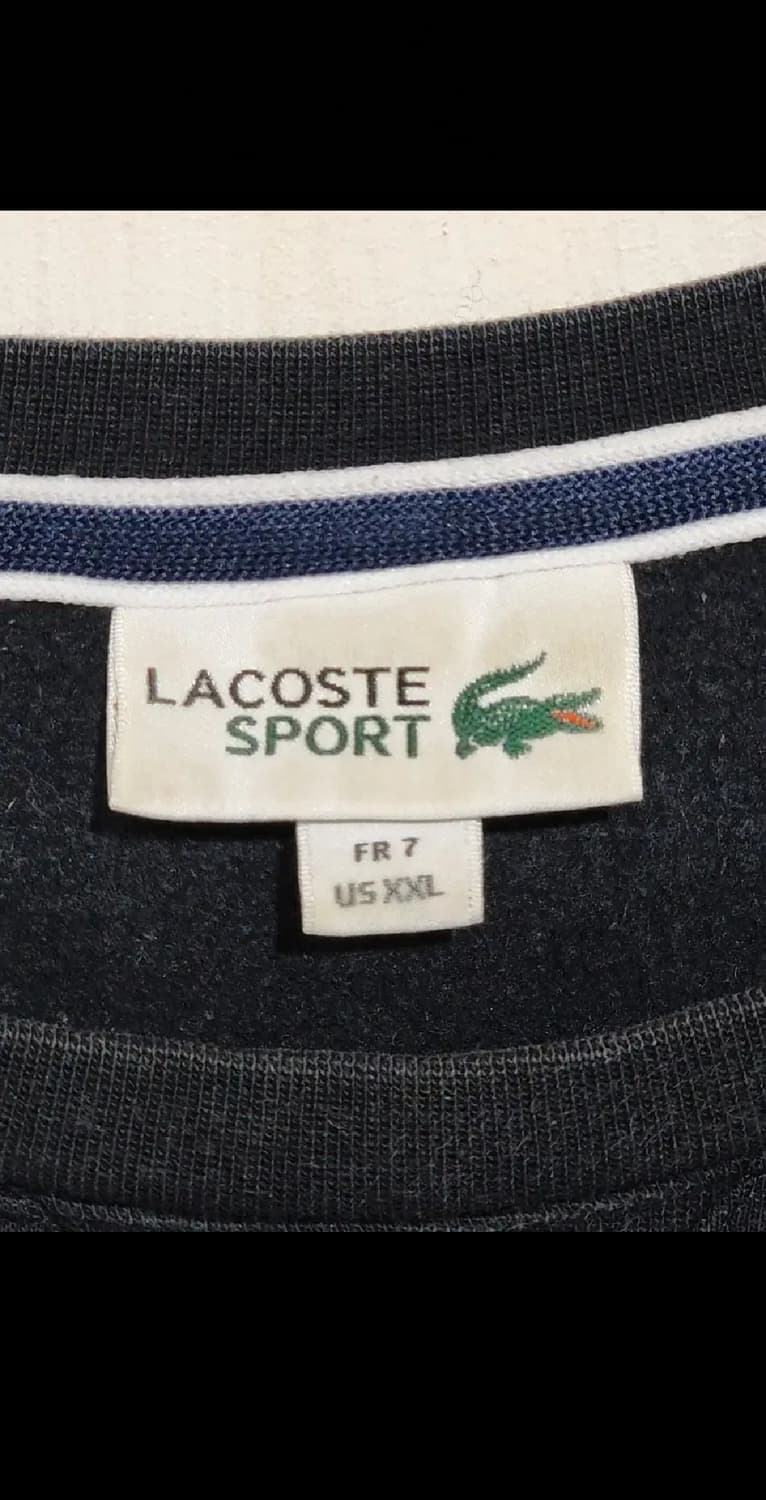 LACOSTE
SPORT
FR 7
US XXL